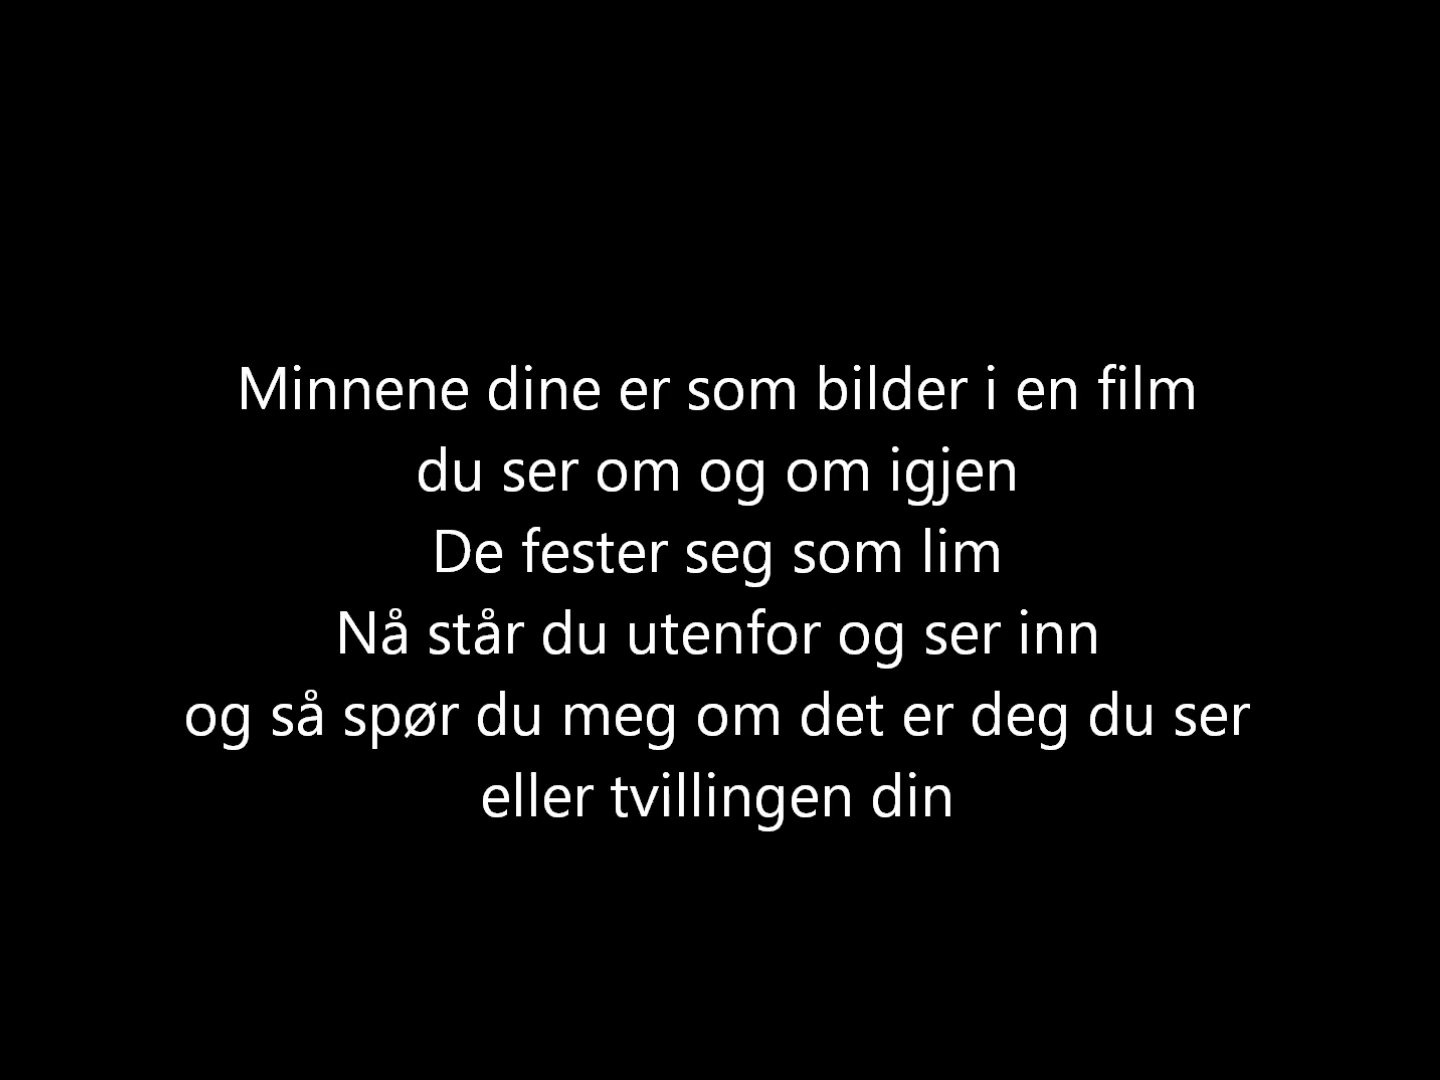 Minnene dine er som bilder i en film
du ser om og om igjen
De fester seg som lim
Nå står du utenfor og ser inn
og så spør du meg om det er deg du ser
eller tvillingen din